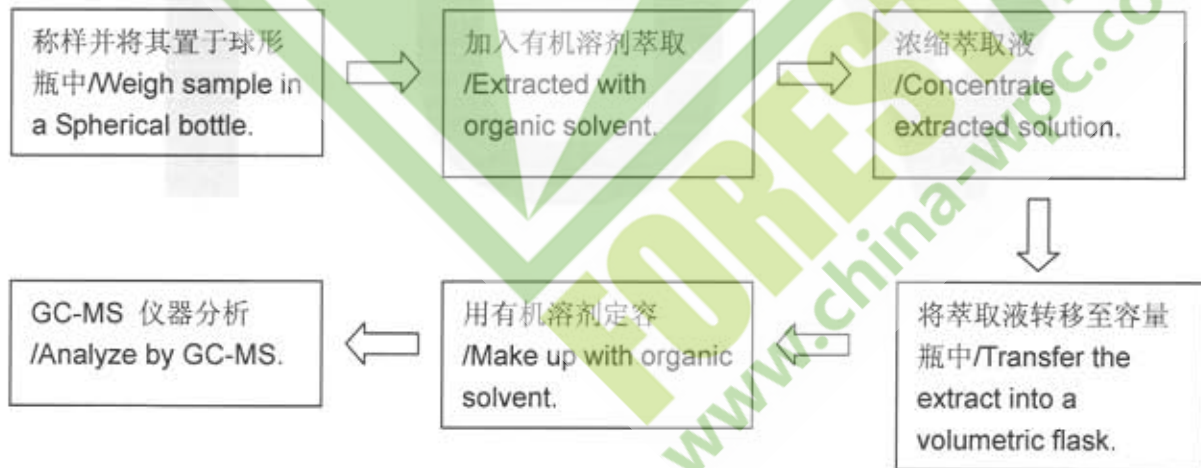 称样并将其置于球形
瓶中/Weigh sample in
a Spherical bottle.
加入有机溶剂萃取
/Extracted with
organic solvent.
浓缩萃取液
/Concentrate
extracted solution.
将萃取液转移至容量
瓶中/Transfer the
extract into a
volumetric flask.
用有机溶剂定容
/Make up with organic
solvent.
GC-MS 仪器分析
/Analyze by GC-MS.
FOREST
www.china-wpc.co